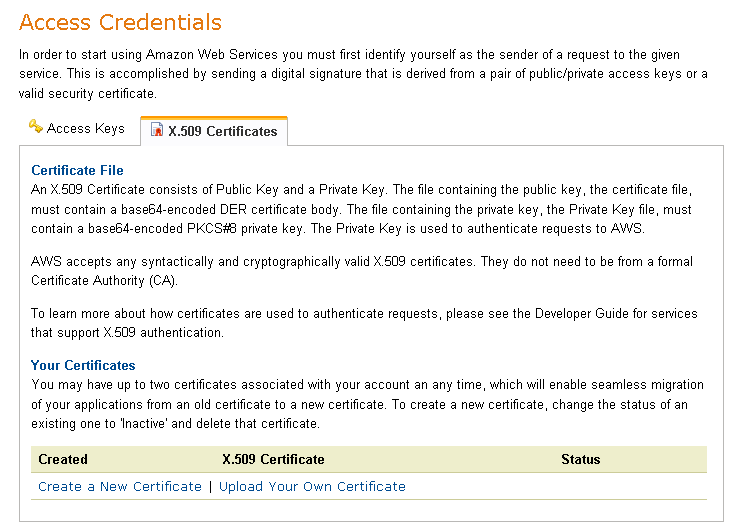 Access Credentials
In order to start using Amazon Web Services you must first identify yourself as the sender of a request to the given
service. This is accomplished by sending a digital signature that is derived from a pair of public/private access keys or a
valid security certificate.
Access Keys
X.509 Certificates
Certificate File
An X.509 Certificate consists of Public Key and a Private Key. The file containing the public key, the certificate file,
must contain a base64-encoded DER certificate body. The file containing the private key, the Private Key file, must
contain a base64-encoded PKCS#8 private key. The Private Key is used to authenticate requests to AWS.
AWS accepts any syntactically and cryptographically valid X.509 certificates. They do not need to be from a formal
Certificate Authority (CA).
To learn more about how certificates are used to authenticate requests, please see the Developer Guide for services
that support X.509 authentication.
Your Certificates
You may have up to two certificates associated with your account an any time, which will enable seamless migration
of your applications from an old certificate to a new certificate. To create a new certificate, change the status of an
existing one to 'Inactive' and delete that certificate.
Created X.509 Certificate Status
Create a New Certificate | Upload Your Own Certificate